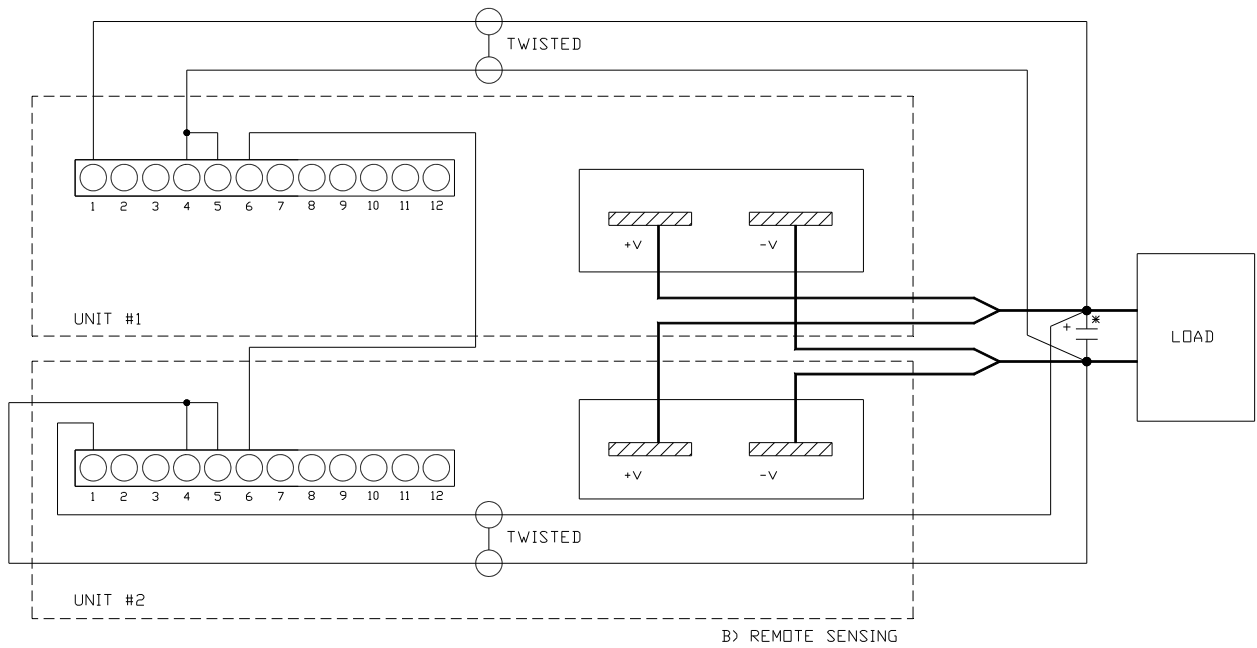 TWISTED
1 2 3 4 5 6 7 8 9 10 11 12
+V -V
UNIT #1
+ *
LOAD
1 2 3 4 5 6 7 8 9 10 11 12
+V -V
TWISTED
UNIT #2
B) REMOTE SENSING